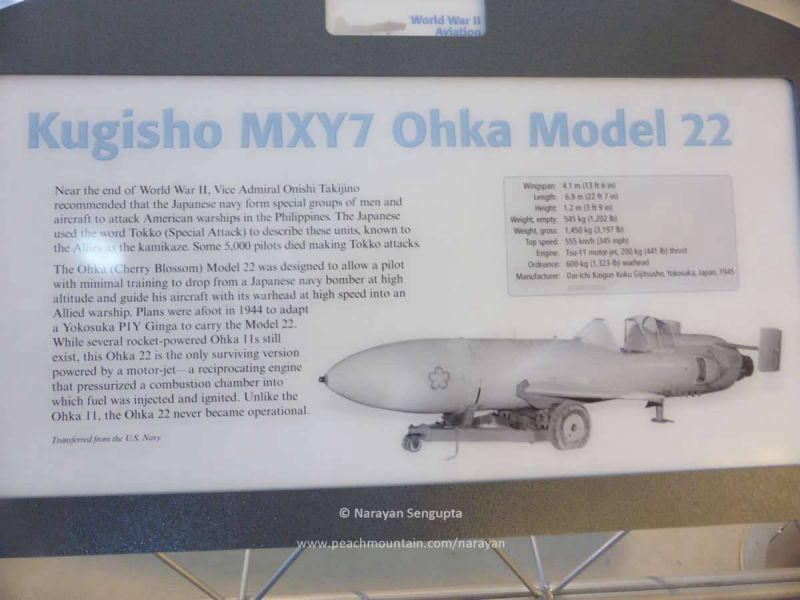 World War II
Aviation
Kugisho MXY7 Ohka Model 22
Near the end of World War II, Vice Admiral Onishi Takijino
recommended that the Japanese navy form special groups of men and
aircraft to attack American warships in the Philippines. The Japanese
used the word Tokko (Special Attack) to describe these units, known to
the Allies as the kamikaze. Some 5,000 pilots died making Tokko attacks.
The Ohka (Cherry Blossom) Model 22 was designed to allow a pilot
with minimal training to drop from a Japanese navy bomber at high
altitude and guide his aircraft with its warhead at high speed into an
Allied warship. Plans were afoot in 1944 to adapt
a Yokosuka P1Y Ginga to carry the Model 22.
While several rocket-powered Ohka 11s still
exist, this Ohka 22 is the only surviving version
powered by a motor-jet—a reciprocating engine
that pressurized a combustion chamber into
which fuel was injected and ignited. Unlike the
Ohka 11, the Ohka 22 never became operational.
Transferred from the U.S. Navy
Wingspan: 4.1 m (13 ft 6 in)
Length: 6.9 m (22 ft 7 in)
Height: 1.2 m (3 ft 9 in)
Weight, empty: 545 kg (1,202 lb)
Weight, gross: 1,450 kg (3,197 lb)
Top speed: 555 km/h (345 mph)
Engine: Tsu-11 motor-jet, 200 kg (441 lb) thrust
Ordnance: 600-kg (1,323-lb) warhead
Manufacturer: Dai-Ichi Kaigun Koku Gijitsusho, Yokosuka, Japan, 1945
© Narayan Sengupta
www.peachmountain.com/narayan